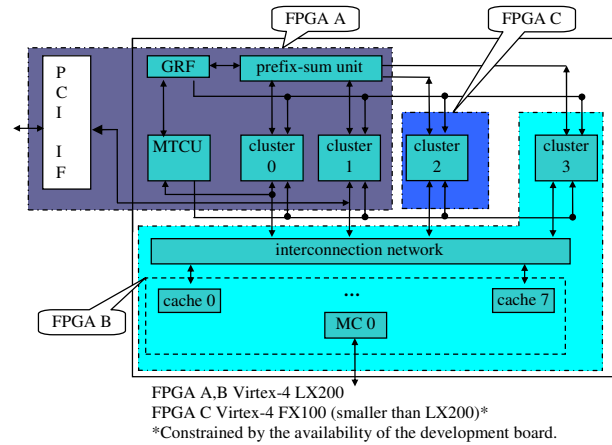 FPGA A
FPGA C
P
C
I
I
F
GRF
prefix-sum unit
MTCU
cluster
0
cluster
1
cluster
2
cluster
3
interconnection network
cache 0
...
cache 7
MC 0
FPGA B
FPGA A,B Virtex-4 LX200
FPGA C Virtex-4 FX100 (smaller than LX200)*
*Constrained by the availability of the development board.